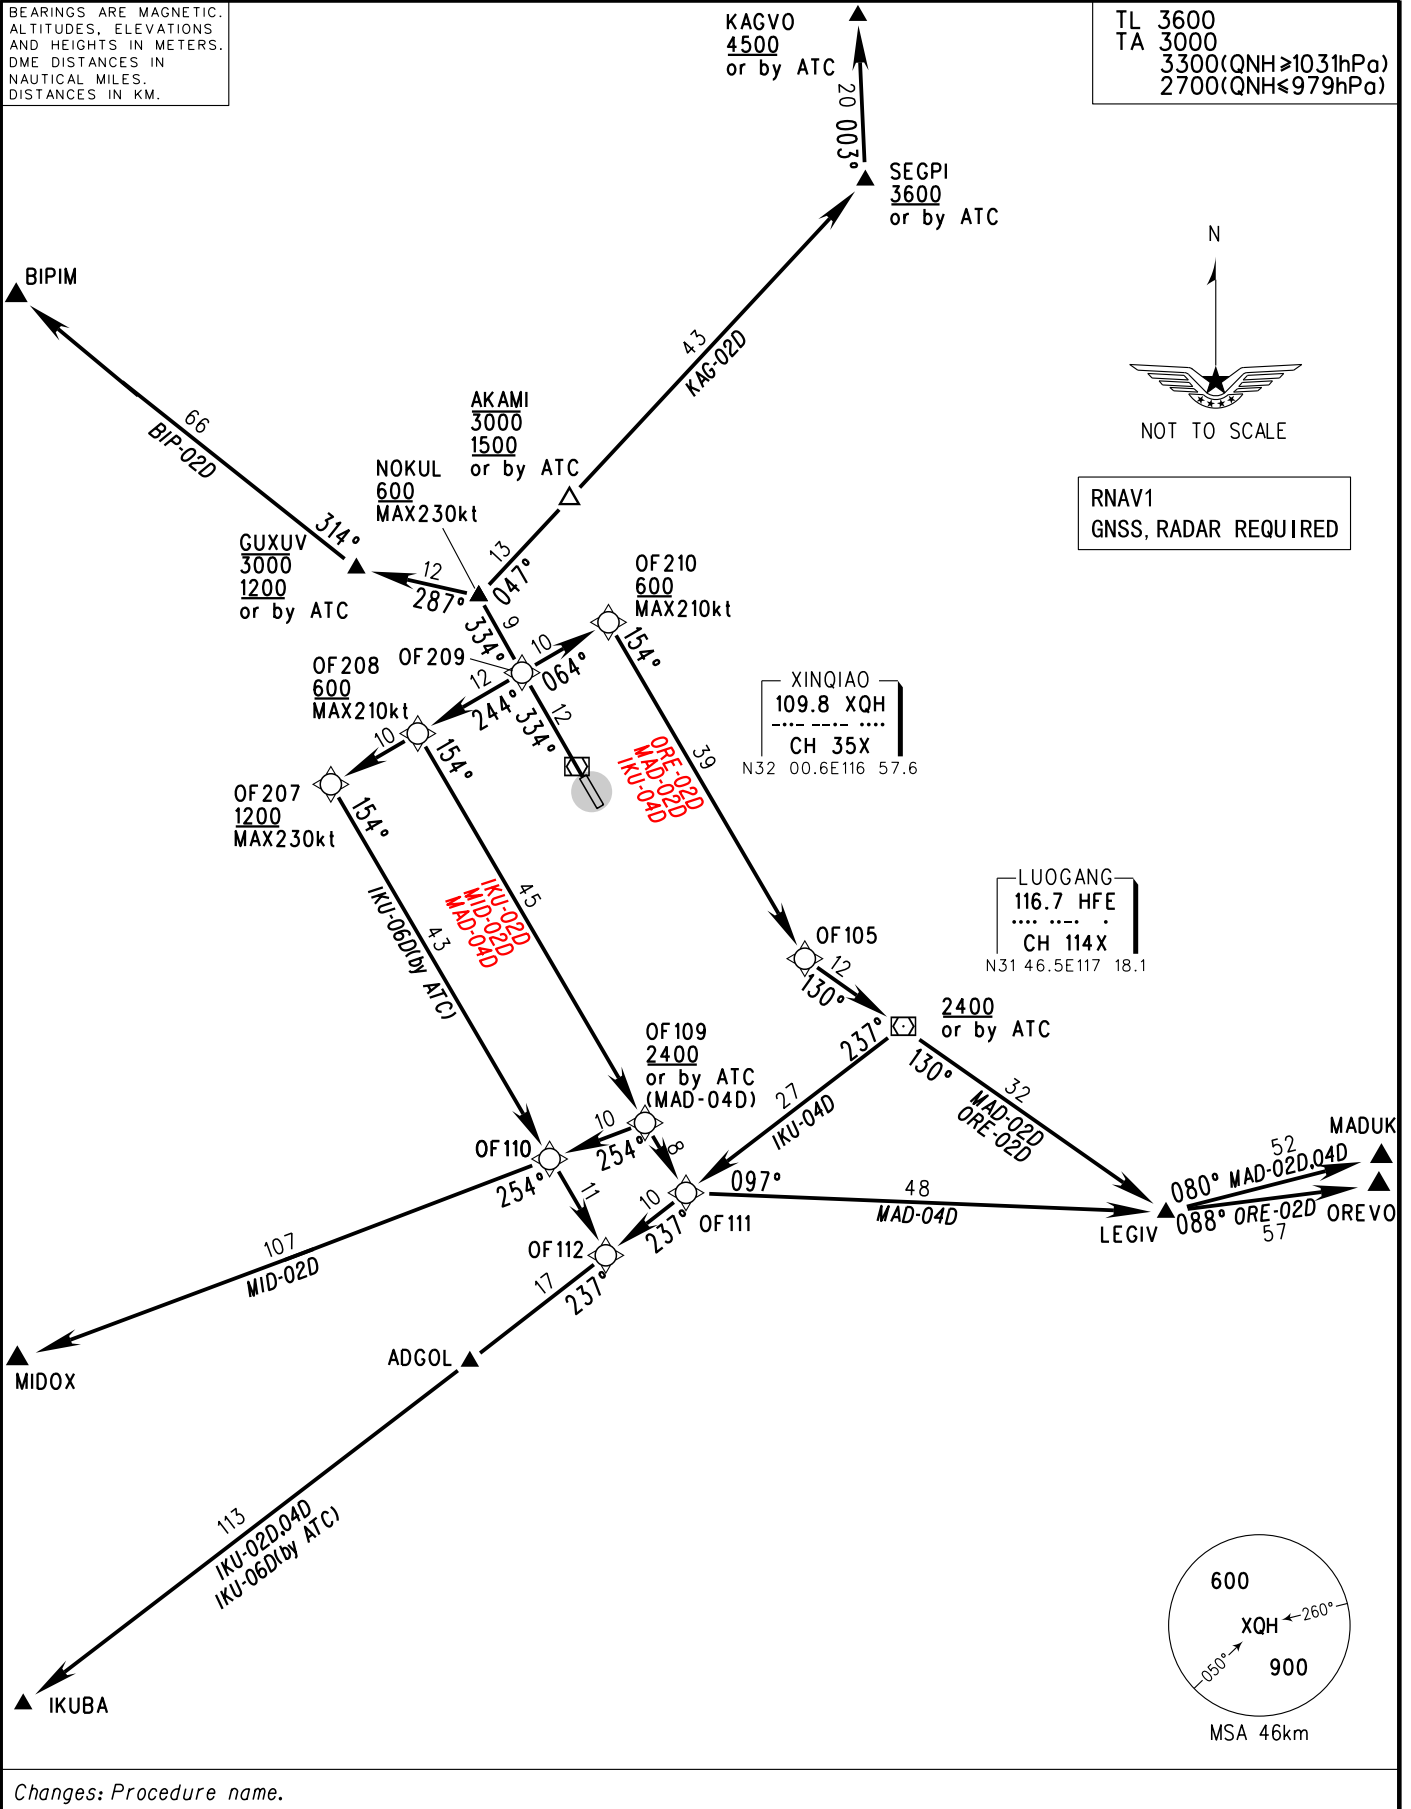 BEARINGS ARE MAGNETIC.
ALTITUDES, ELEVATIONS
AND HEIGHTS IN METERS.
DME DISTANCES IN
NAUTICAL MILES.
DISTANCES IN KM.
KAGVO
4500
or by ATC
TL 3600
TA 3000
3300(QNH≥1031hPa)
2700(QNH≤979hPa)
20 003°
SEGPI
3600
or by ATC
N
NOT TO SCALE
BIPIM
43
KAG-02D
66
BIP-02D
AKAMI
3000
1500
or by ATC
NOKUL
600
MAX230kt
RNAV1
GNSS, RADAR REQUIRED
314°
GUXUV
3000
1200
or by ATC
12
287°
13
047°
9
334°
OF210
600
MAX210kt
154°
OF209
10
064°
OF208
600
MAX210kt
12
244°
12
334°
10
154°
XINQIAO
109.8 XQH
-··- --·- ····
CH 35X
N32 00.6E116 57.6
39
ORE-02D
MAD-02D
IKU-04D
OF207
1200
MAX230kt
154°
IKU-06D(by ATC)
43
45
IKU-02D
MID-02D
MAD-04D
LUOGANG
116.7 HFE
···· ··-· ·
CH 114X
N31 46.5E117 18.1
OF105
12
130°
2400
or by ATC
237°
130°
OF109
2400
or by ATC
(MAD-04D)
27
IKU-04D
32
MAD-02D
ORE-02D
MADUK
52
080° MAD-02D,04D
OF110
10
254°
8
254°
11
10
237°
097°
48
MAD-04D
OF111
LEGIV
088° ORE-02D
57
OREVO
OF112
107
MID-02D
17
237°
MIDOX
ADGOL
113
IKU-02D,04D
IKU-06D(by ATC)
IKUBA
600
XQH
260°
050°
900
MSA 46km
Changes: Procedure name.